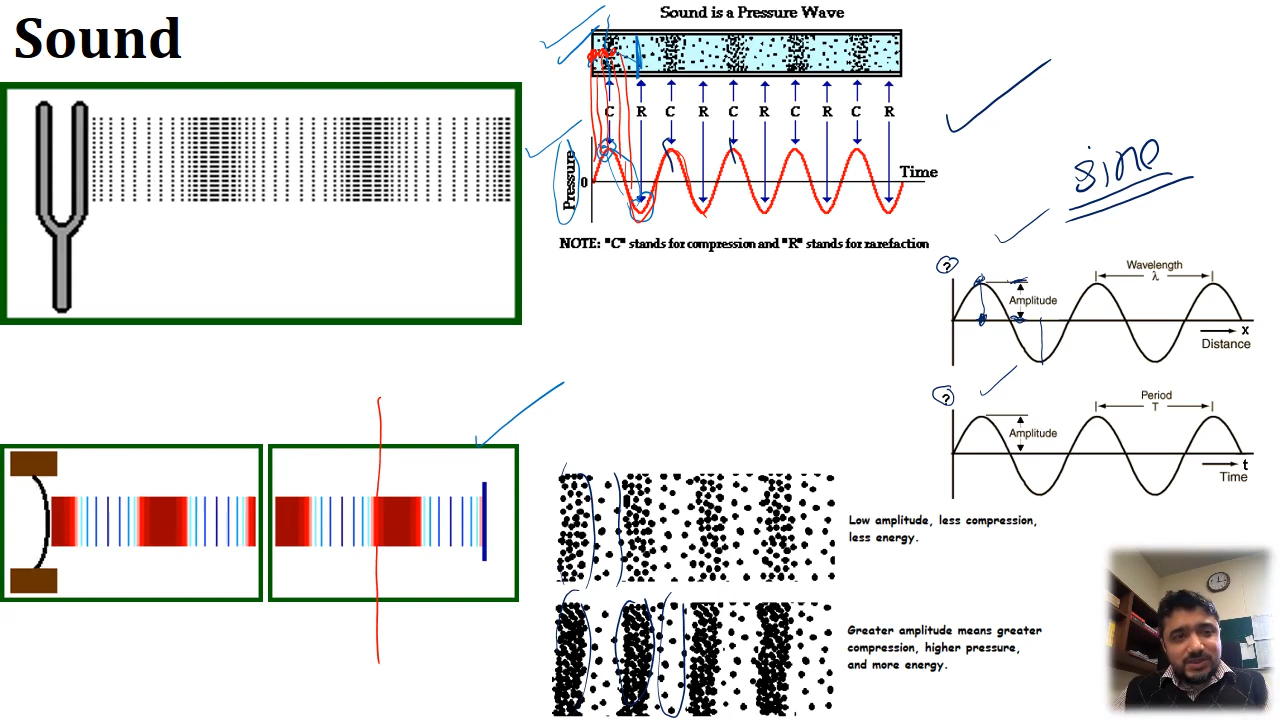 Sound
Sound is a Pressure Wave
C R C R C R C R C R
Pressure
0
Time
NOTE: "C" stands for compression and "R" stands for rarefaction
sine
?
Wavelength
λ
Amplitude
x
Distance
?
Period
T
Amplitude
t
Time
Low amplitude, less compression,
less energy.
Greater amplitude means greater
compression, higher pressure,
and more energy.